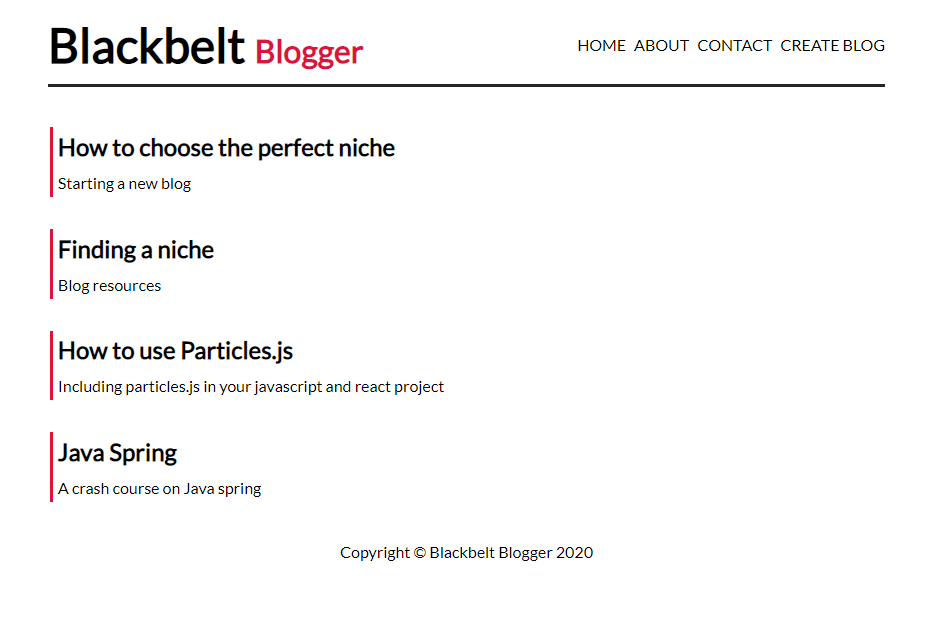 Blackbelt Blogger HOME ABOUT CONTACT CREATE BLOG
How to choose the perfect niche
Starting a new blog
Finding a niche
Blog resources
How to use Particles.js
Including particles.js in your javascript and react project
Java Spring
A crash course on Java spring
Copyright © Blackbelt Blogger 2020